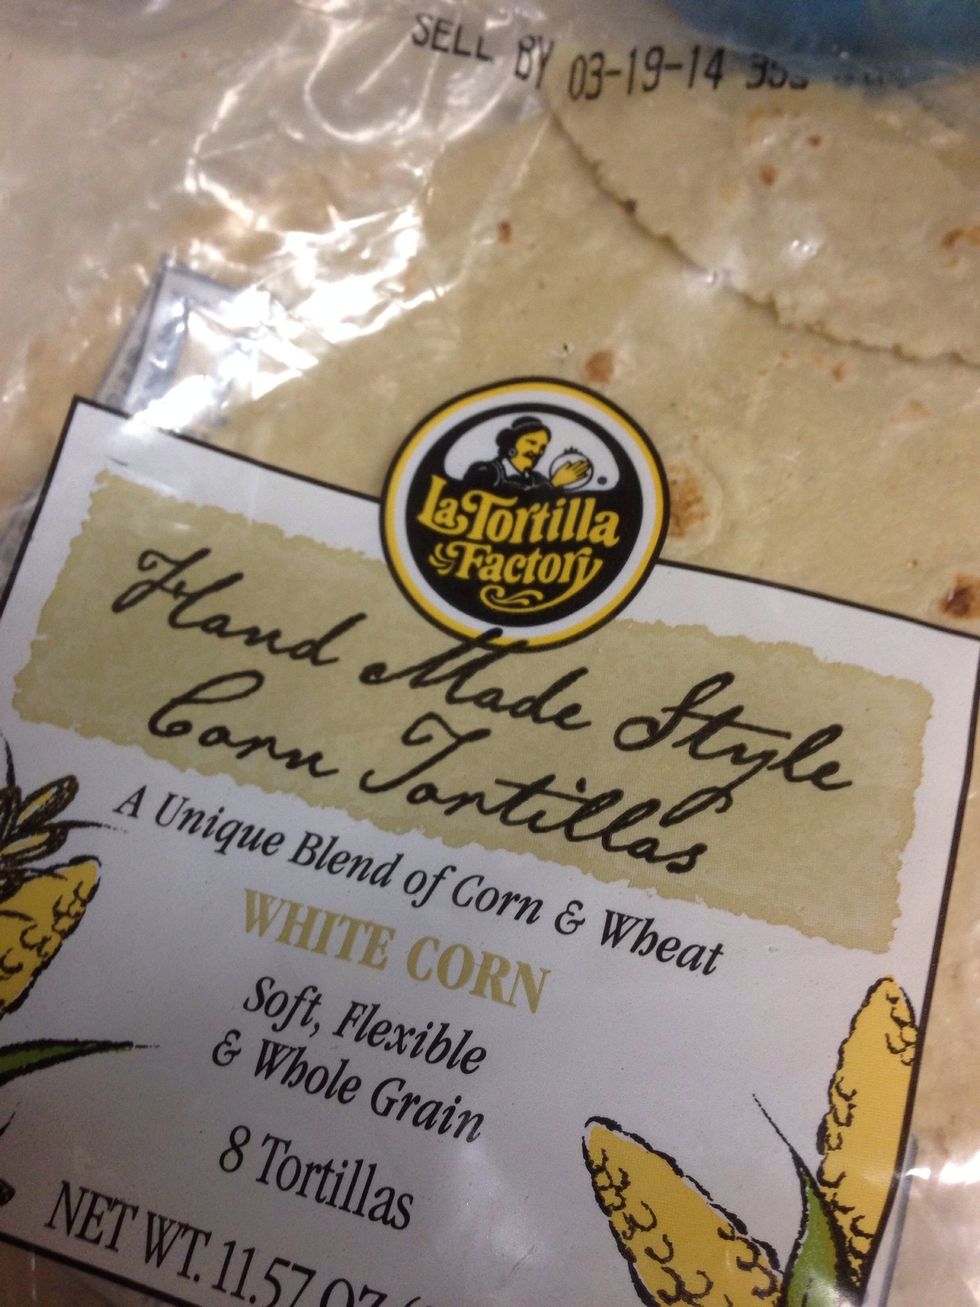 SELL BY 03-19-14
La Tortilla
Factory
Hand Made Style
Corn Tortillas
A Unique Blend of Corn & Wheat
WHITE CORN
Soft, Flexible
& Whole Grain
8 Tortillas
NET WT. 11.57 OZ